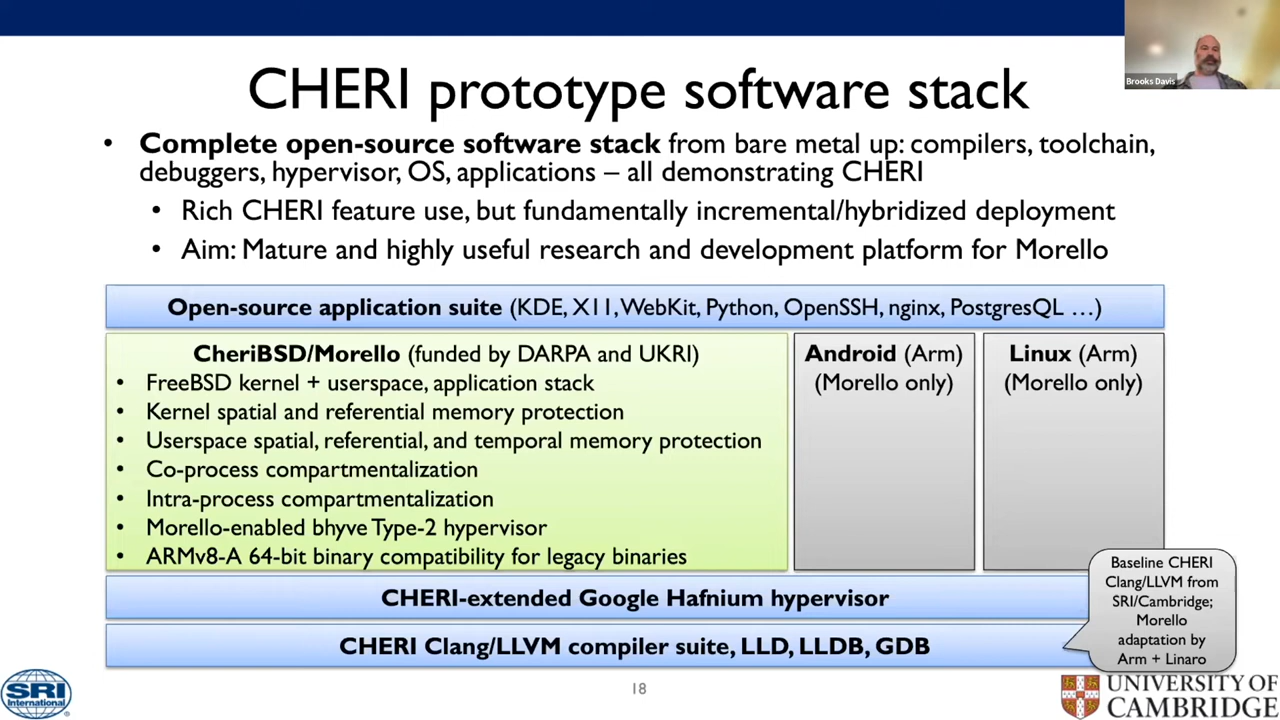 Brooks Davis
CHERI prototype software stack
• Complete open-source software stack from bare metal up: compilers, toolchain,
debuggers, hypervisor, OS, applications – all demonstrating CHERI
• Rich CHERI feature use, but fundamentally incremental/hybridized deployment
• Aim: Mature and highly useful research and development platform for Morello
Open-source application suite (KDE, X11, WebKit, Python, OpenSSH, nginx, PostgresQL …)
CheriBSD/Morello (funded by DARPA and UKRI)
• FreeBSD kernel + userspace, application stack
• Kernel spatial and referential memory protection
• Userspace spatial, referential, and temporal memory protection
• Co-process compartmentalization
• Intra-process compartmentalization
• Morello-enabled bhyve Type-2 hypervisor
• ARMv8-A 64-bit binary compatibility for legacy binaries
Android (Arm)
(Morello only)
Linux (Arm)
(Morello only)
CHERI-extended Google Hafnium hypervisor
CHERI Clang/LLVM compiler suite, LLD, LLDB, GDB
Baseline CHERI
Clang/LLVM from
SRI/Cambridge;
Morello
adaptation by
Arm + Linaro
SRI
International
18
UNIVERSITY OF
CAMBRIDGE